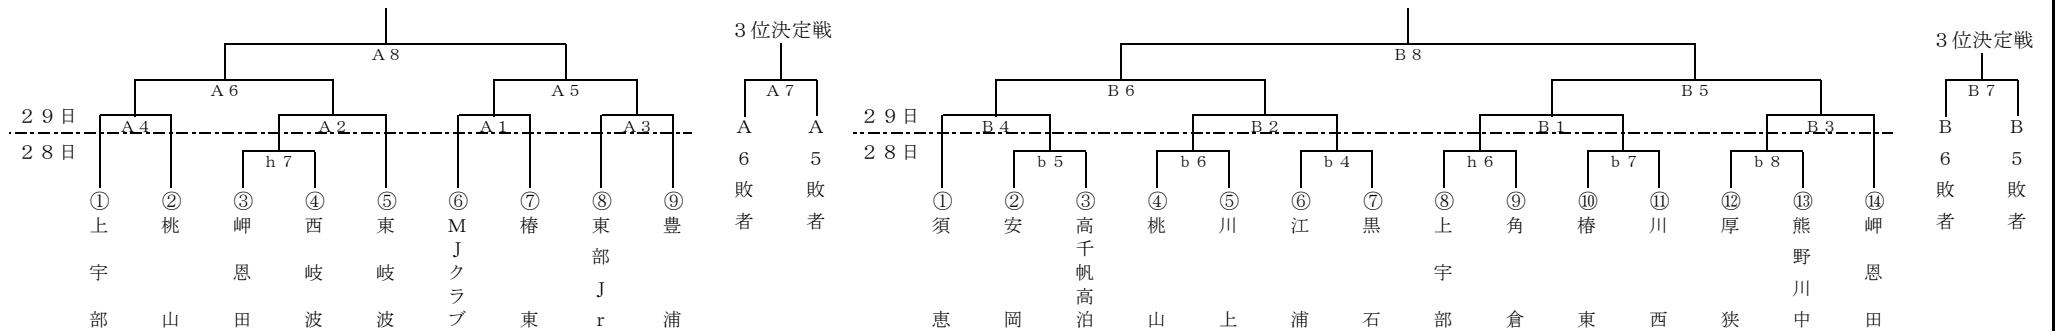 ３位決定戦
Ａ８
Ａ６
Ａ５
Ａ７
２９日
Ａ４
Ａ２
Ａ１
Ａ３
２８日
ｈ７
Ａ６敗者
Ａ５敗者
①上宇部
②桃山
③岬恩田
④西岐波
⑤東岐波
⑥ＭＪクラブ
⑦椿東
⑧東部Ｊｒ
⑨豊浦
３位決定戦
Ｂ８
Ｂ６
Ｂ５
Ｂ７
２９日
Ｂ４
Ｂ２
Ｂ１
Ｂ３
２８日
ｂ５
ｂ６
ｂ４
ｈ６
ｂ７
ｂ８
Ｂ６敗者
Ｂ５敗者
①須恵
②安岡
③高千帆高泊
④桃山
⑤川上
⑥江浦
⑦黒石
⑧上宇部
⑨角倉
⑩椿東
⑪川西
⑫厚狭
⑬熊野川中
⑭岬恩田